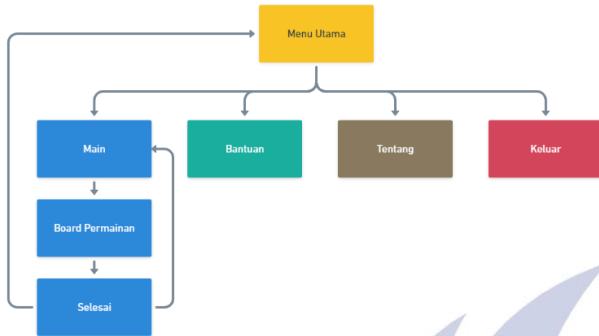 Menu Utama
Main
Bantuan
Tentang
Keluar
Board Permainan
Selesai